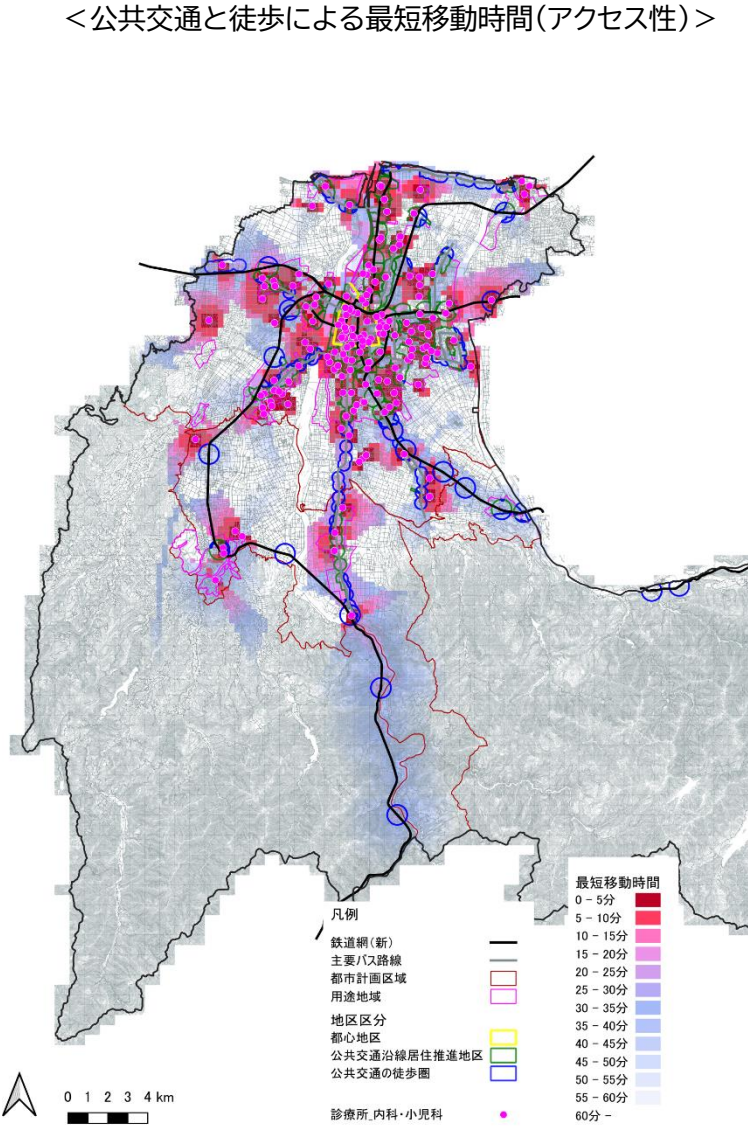 ＜公共交通と徒歩による最短移動時間(アクセス性)＞
凡例
鉄道網(新)
主要バス路線
都市計画区域
用途地域
地区区分
都心地区
公共交通沿線居住推進地区
公共交通の徒歩圏
診療所_内科・小児科
最短移動時間
0 - 5分
5 - 10分
10 - 15分
15 - 20分
20 - 25分
25 - 30分
30 - 35分
35 - 40分
40 - 45分
45 - 50分
50 - 55分
55 - 60分
60分 -
0 1 2 3 4 km